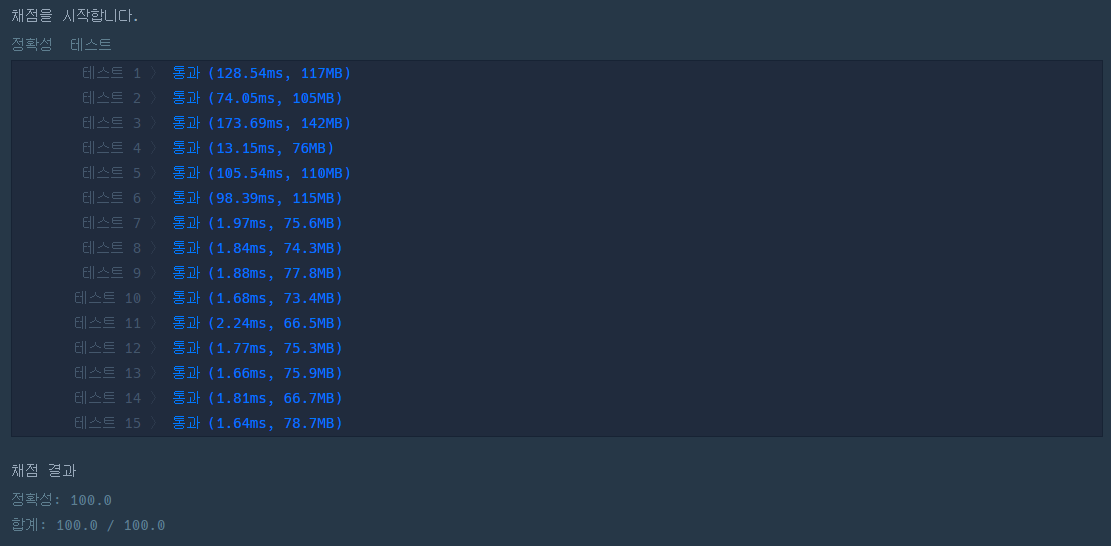 채점을 시작합니다.
정확성 테스트
테스트 1 〉 통과 (128.54ms, 117MB)
테스트 2 〉 통과 (74.05ms, 105MB)
테스트 3 〉 통과 (173.69ms, 142MB)
테스트 4 〉 통과 (13.15ms, 76MB)
테스트 5 〉 통과 (105.54ms, 110MB)
테스트 6 〉 통과 (98.39ms, 115MB)
테스트 7 〉 통과 (1.97ms, 75.6MB)
테스트 8 〉 통과 (1.84ms, 74.3MB)
테스트 9 〉 통과 (1.88ms, 77.8MB)
테스트 10 〉 통과 (1.68ms, 73.4MB)
테스트 11 〉 통과 (2.24ms, 66.5MB)
테스트 12 〉 통과 (1.77ms, 75.3MB)
테스트 13 〉 통과 (1.66ms, 75.9MB)
테스트 14 〉 통과 (1.81ms, 66.7MB)
테스트 15 〉 통과 (1.64ms, 78.7MB)
채점 결과
정확성: 100.0
합계: 100.0 / 100.0